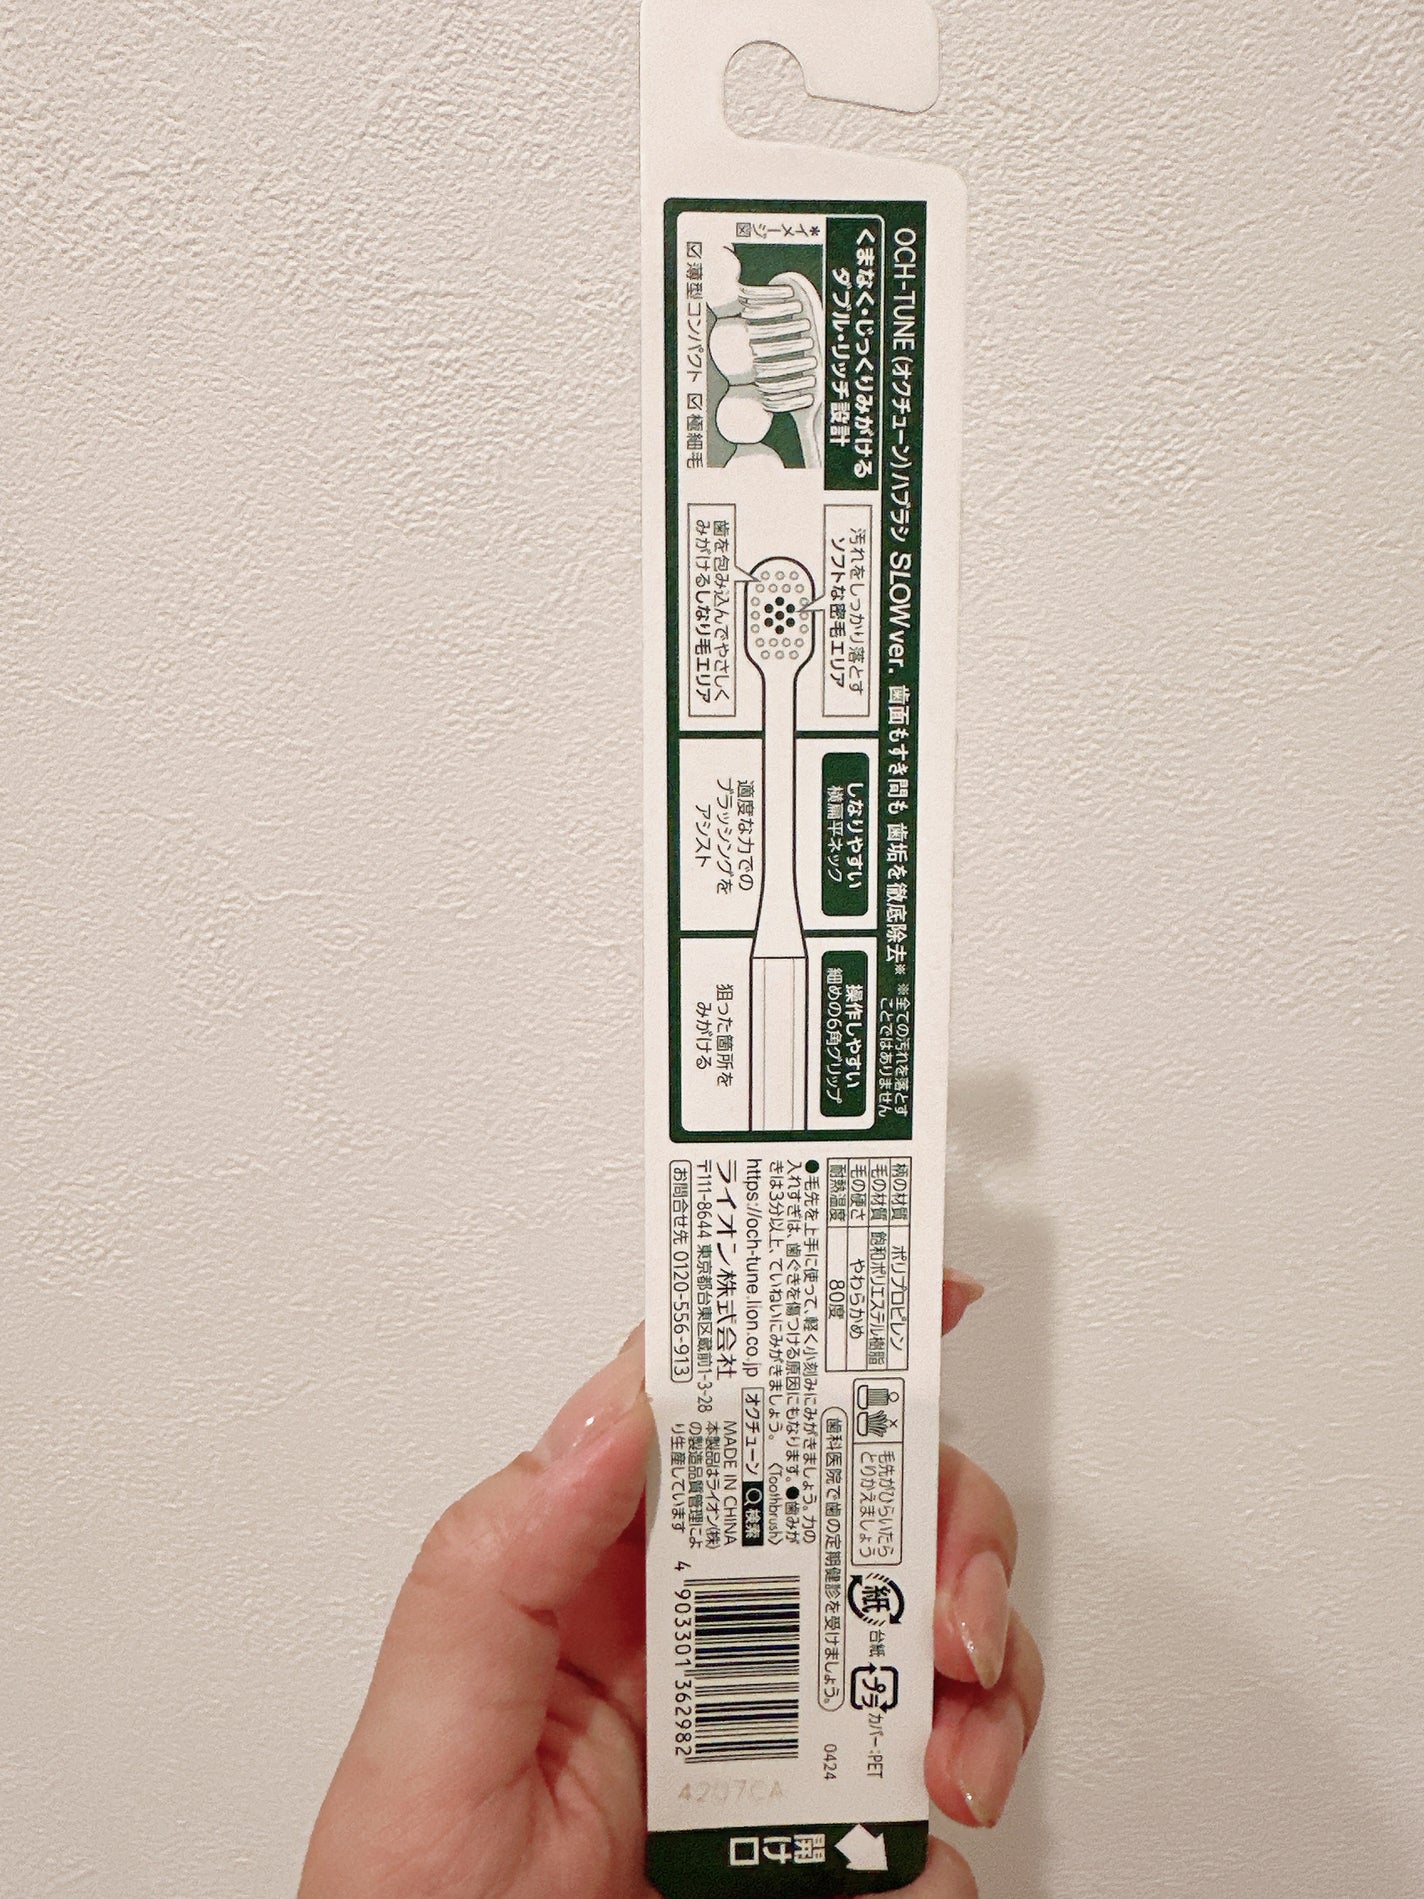 OCH-TUNE (オクチューン) ハブラシ SLOW ver. 歯面もすき間も 歯垢を徹底除去※
※全ての汚れを落とす
ことではありません
くまなく・じっくりみがける
ダブル・リッチ設計
*イメージ図
☑薄型コンパクト ☑極細毛
汚れをしっかり落とす
ソフトな密毛エリア
歯を包み込んでやさしく
みがけるしなり毛エリア
しなりやすい
横扁平ネック
適度な力での
ブラッシングを
アシスト
操作しやすい
細めの6角グリップ
狙った箇所を
みがける
柄の材質 ポリプロピレン
毛の材質 飽和ポリエステル樹脂
毛の硬さ やわらかめ
耐熱温度 80度
○ ×
毛先がひらいたら
とりかえましょう
歯科医院で歯の定期健診を受けましょう。
●毛先を上手に使って、軽く小刻みにみがきましょう。力の
入れすぎは、歯ぐきを傷つける原因にもなります。●歯みが
きは3分以上、ていねいにみがきましょう。 〈Toothbrush〉
https://och-tune.lion.co.jp オクチューン 検索
ライオン株式会社
〒111-8644 東京都台東区蔵前1-3-28
お問合せ先 0120-556-913
MADE IN CHINA
本製品はライオン(株)
の製造品質管理によ
り生産しています
紙 台紙
プラ カバー:PET
0424
4 903301 362982
4207CA
開け口